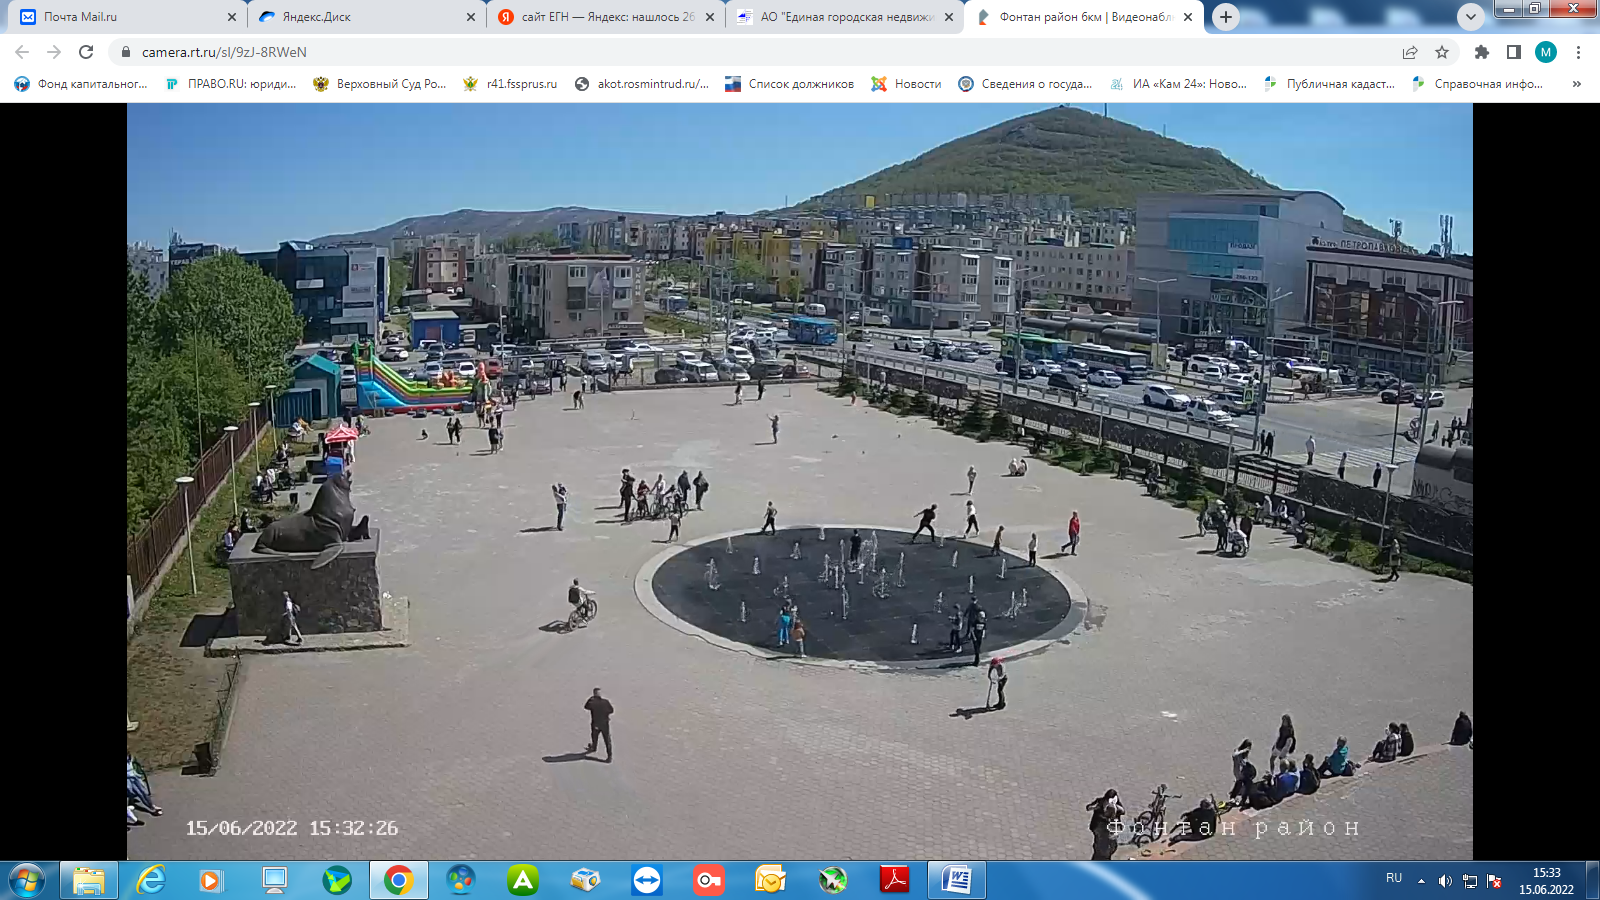 Почта Mail.ru
Яндекс.Диск
сайт ЕГН — Яндекс: нашлось 26
АО "Единая городская недвижи
Фонтан район 6км | Видеонабл
camera.rt.ru/sl/9zJ-8RWeN
М
Фонд капитальног...
ПРАВО.RU: юриди...
Верховный Суд Ро...
r41.fssprus.ru
akot.rosmintrud.ru/...
Список должников
Новости
Сведения о госуда...
ИА «Кам 24»: Ново...
Публичная кадаст...
Справочная инфо...
»
ПЕТРОПАВЛОВСК
15/06/2022 15:32:26
Фонтан район
RU
15:33
15.06.2022